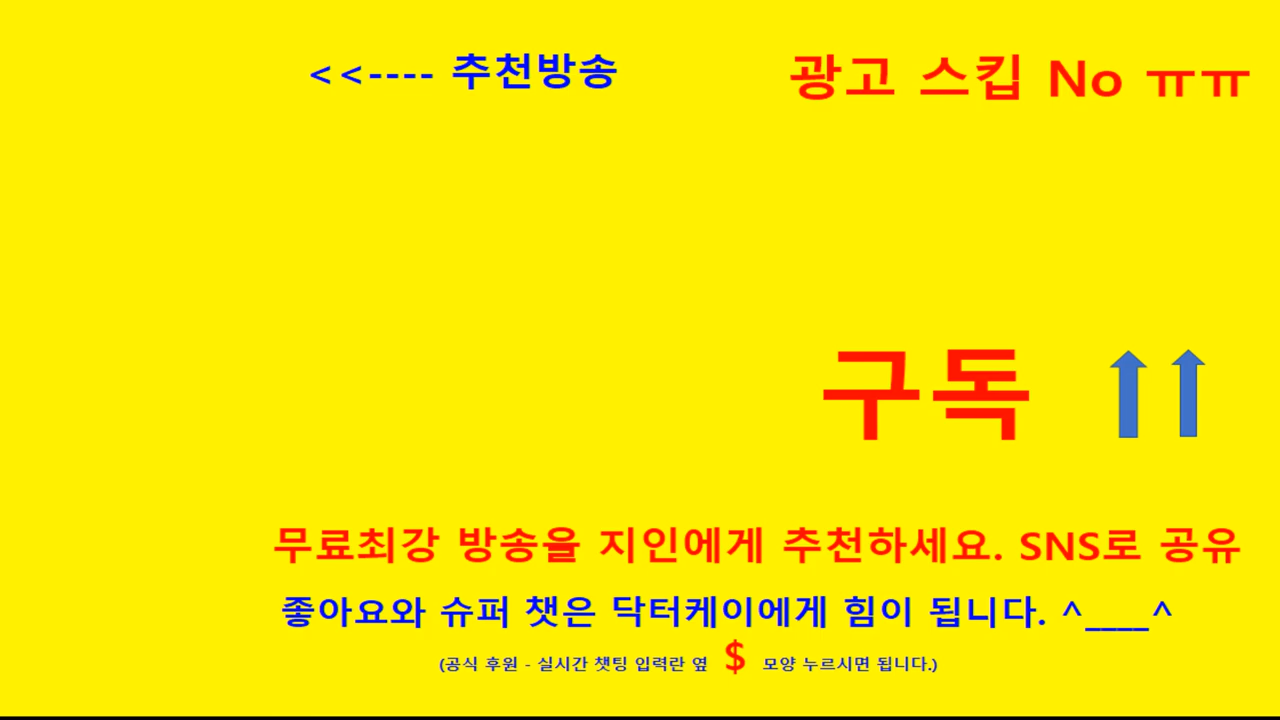 <<---- 추천방송
광고 스킵 No ㅠㅠ
구독
무료최강 방송을 지인에게 추천하세요. SNS로 공유
좋아요와 슈퍼 챗은 닥터케이에게 힘이 됩니다. ^____^
(공식 후원 - 실시간 챗팅 입력란 옆 $ 모양 누르시면 됩니다.)